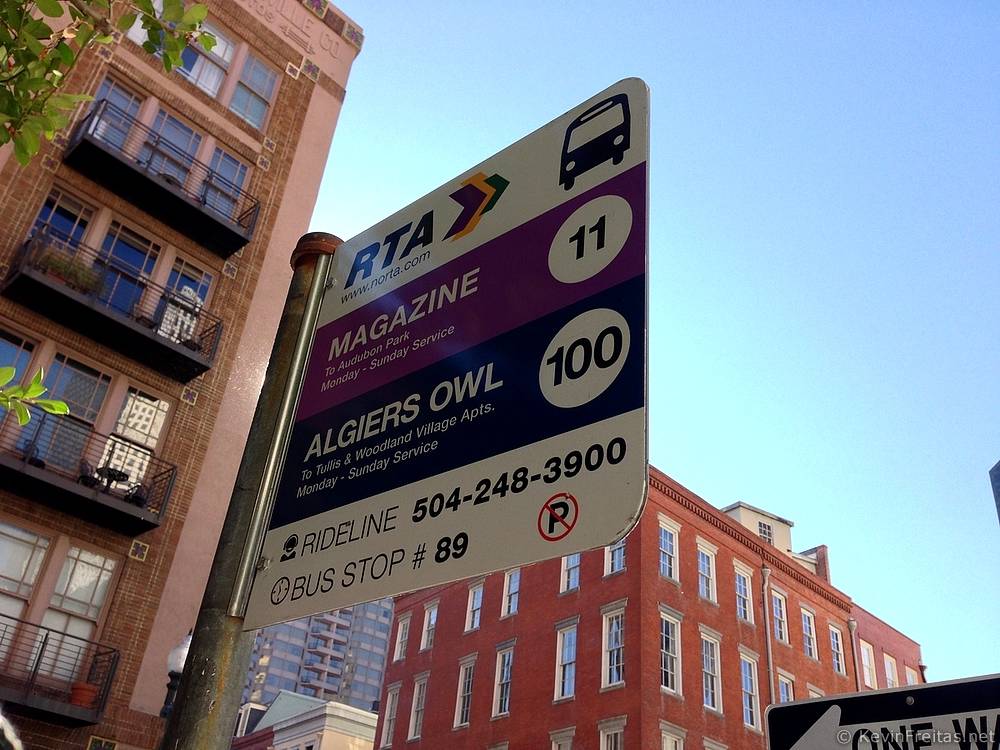 RTA
www.norta.com
11
MAGAZINE
To Audubon Park
Monday - Sunday Service
100
ALGIERS OWL
To Tullis & Woodland Village Apts.
Monday - Sunday Service
RIDELINE 504-248-3900
BUS STOP # 89
P
ONE WA
© KevinFreitas.net